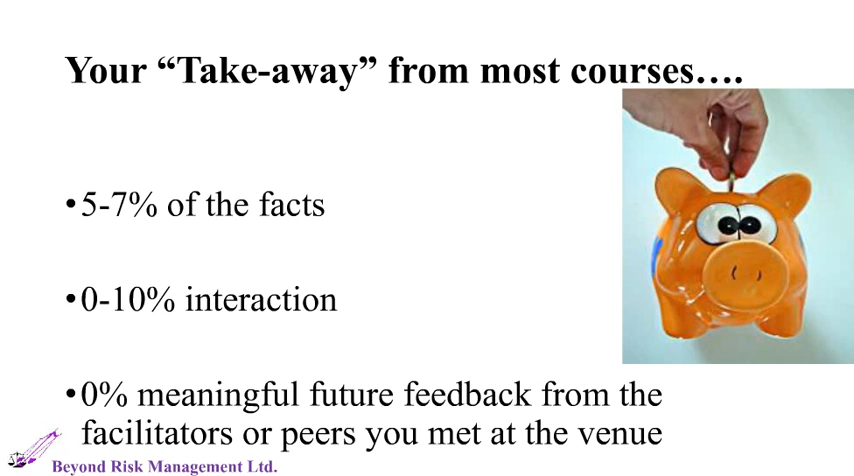 Your “Take-away” from most courses….
•5-7% of the facts
•0-10% interaction
•0% meaningful future feedback from the
facilitators or peers you met at the venue
Beyond Risk Management Ltd.